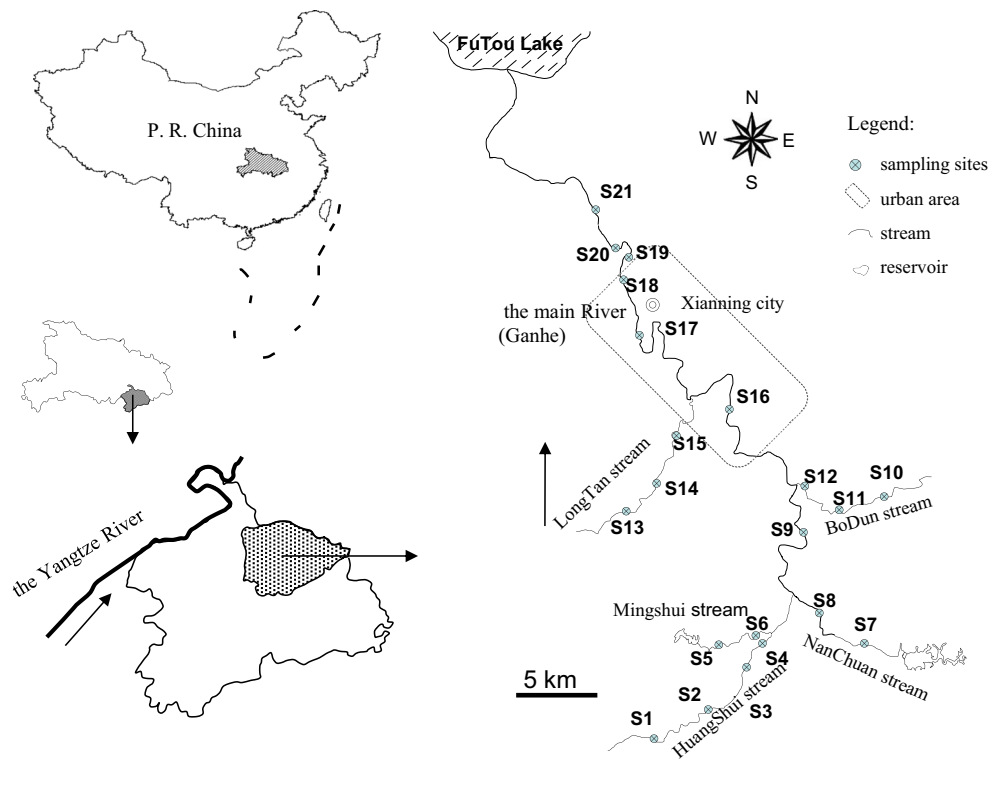 FuTou Lake
P. R. China
N
W
E
S
Legend:
sampling sites
urban area
stream
reservoir
S21
S20
S19
S18
the main River
(Ganhe)
Xianning city
S17
S16
S15
LongTan stream
S14
S13
S12
S10
S11
BoDun stream
S9
the Yangtze River
Mingshui stream
S8
S6
S7
S5
S4
NanChuan stream
5 km
S2
S3
HuangShui stream
S1